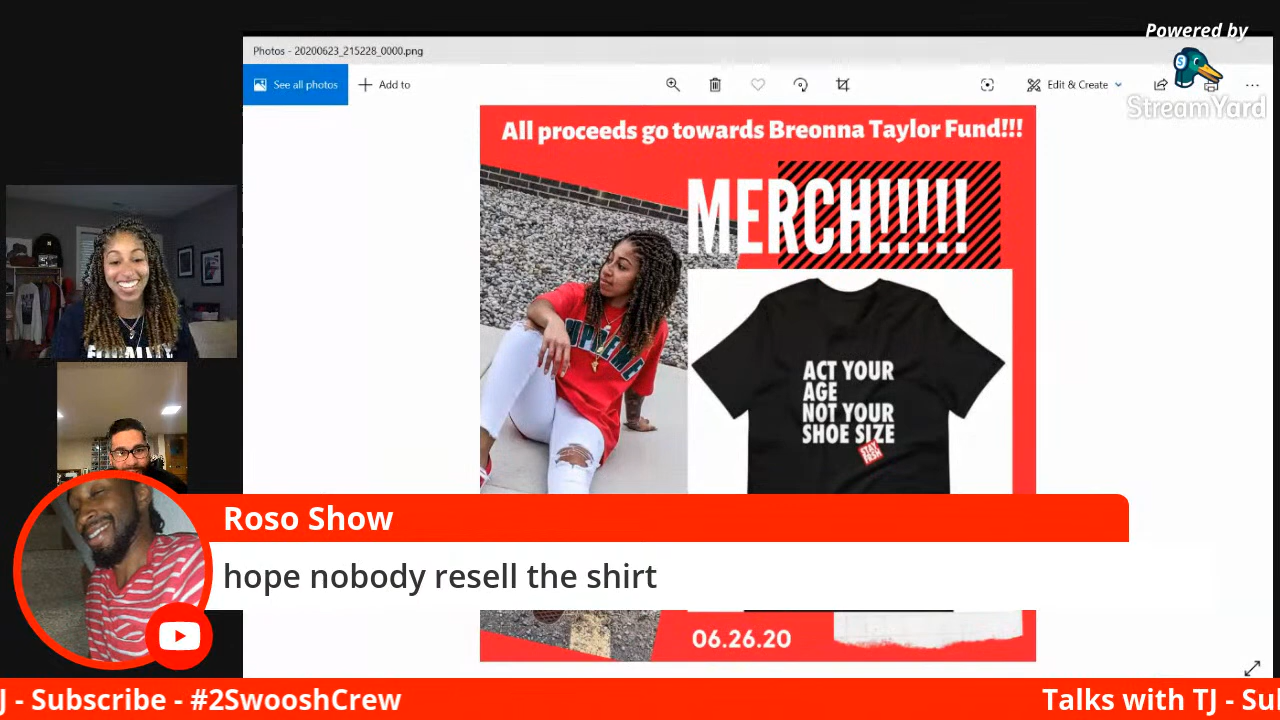 Powered by
StreamYard
Photos - 20200623_215228_0000.png
See all photos
Add to
Edit & Create
All proceeds go towards Breonna Taylor Fund!!!
MERCH!!!!!
ACT YOUR
AGE
NOT YOUR
SHOE SIZE
STAY
FRSH
Roso Show
hope nobody resell the shirt
06.26.20
J - Subscribe - #2SwooshCrew
Talks with TJ - Sul